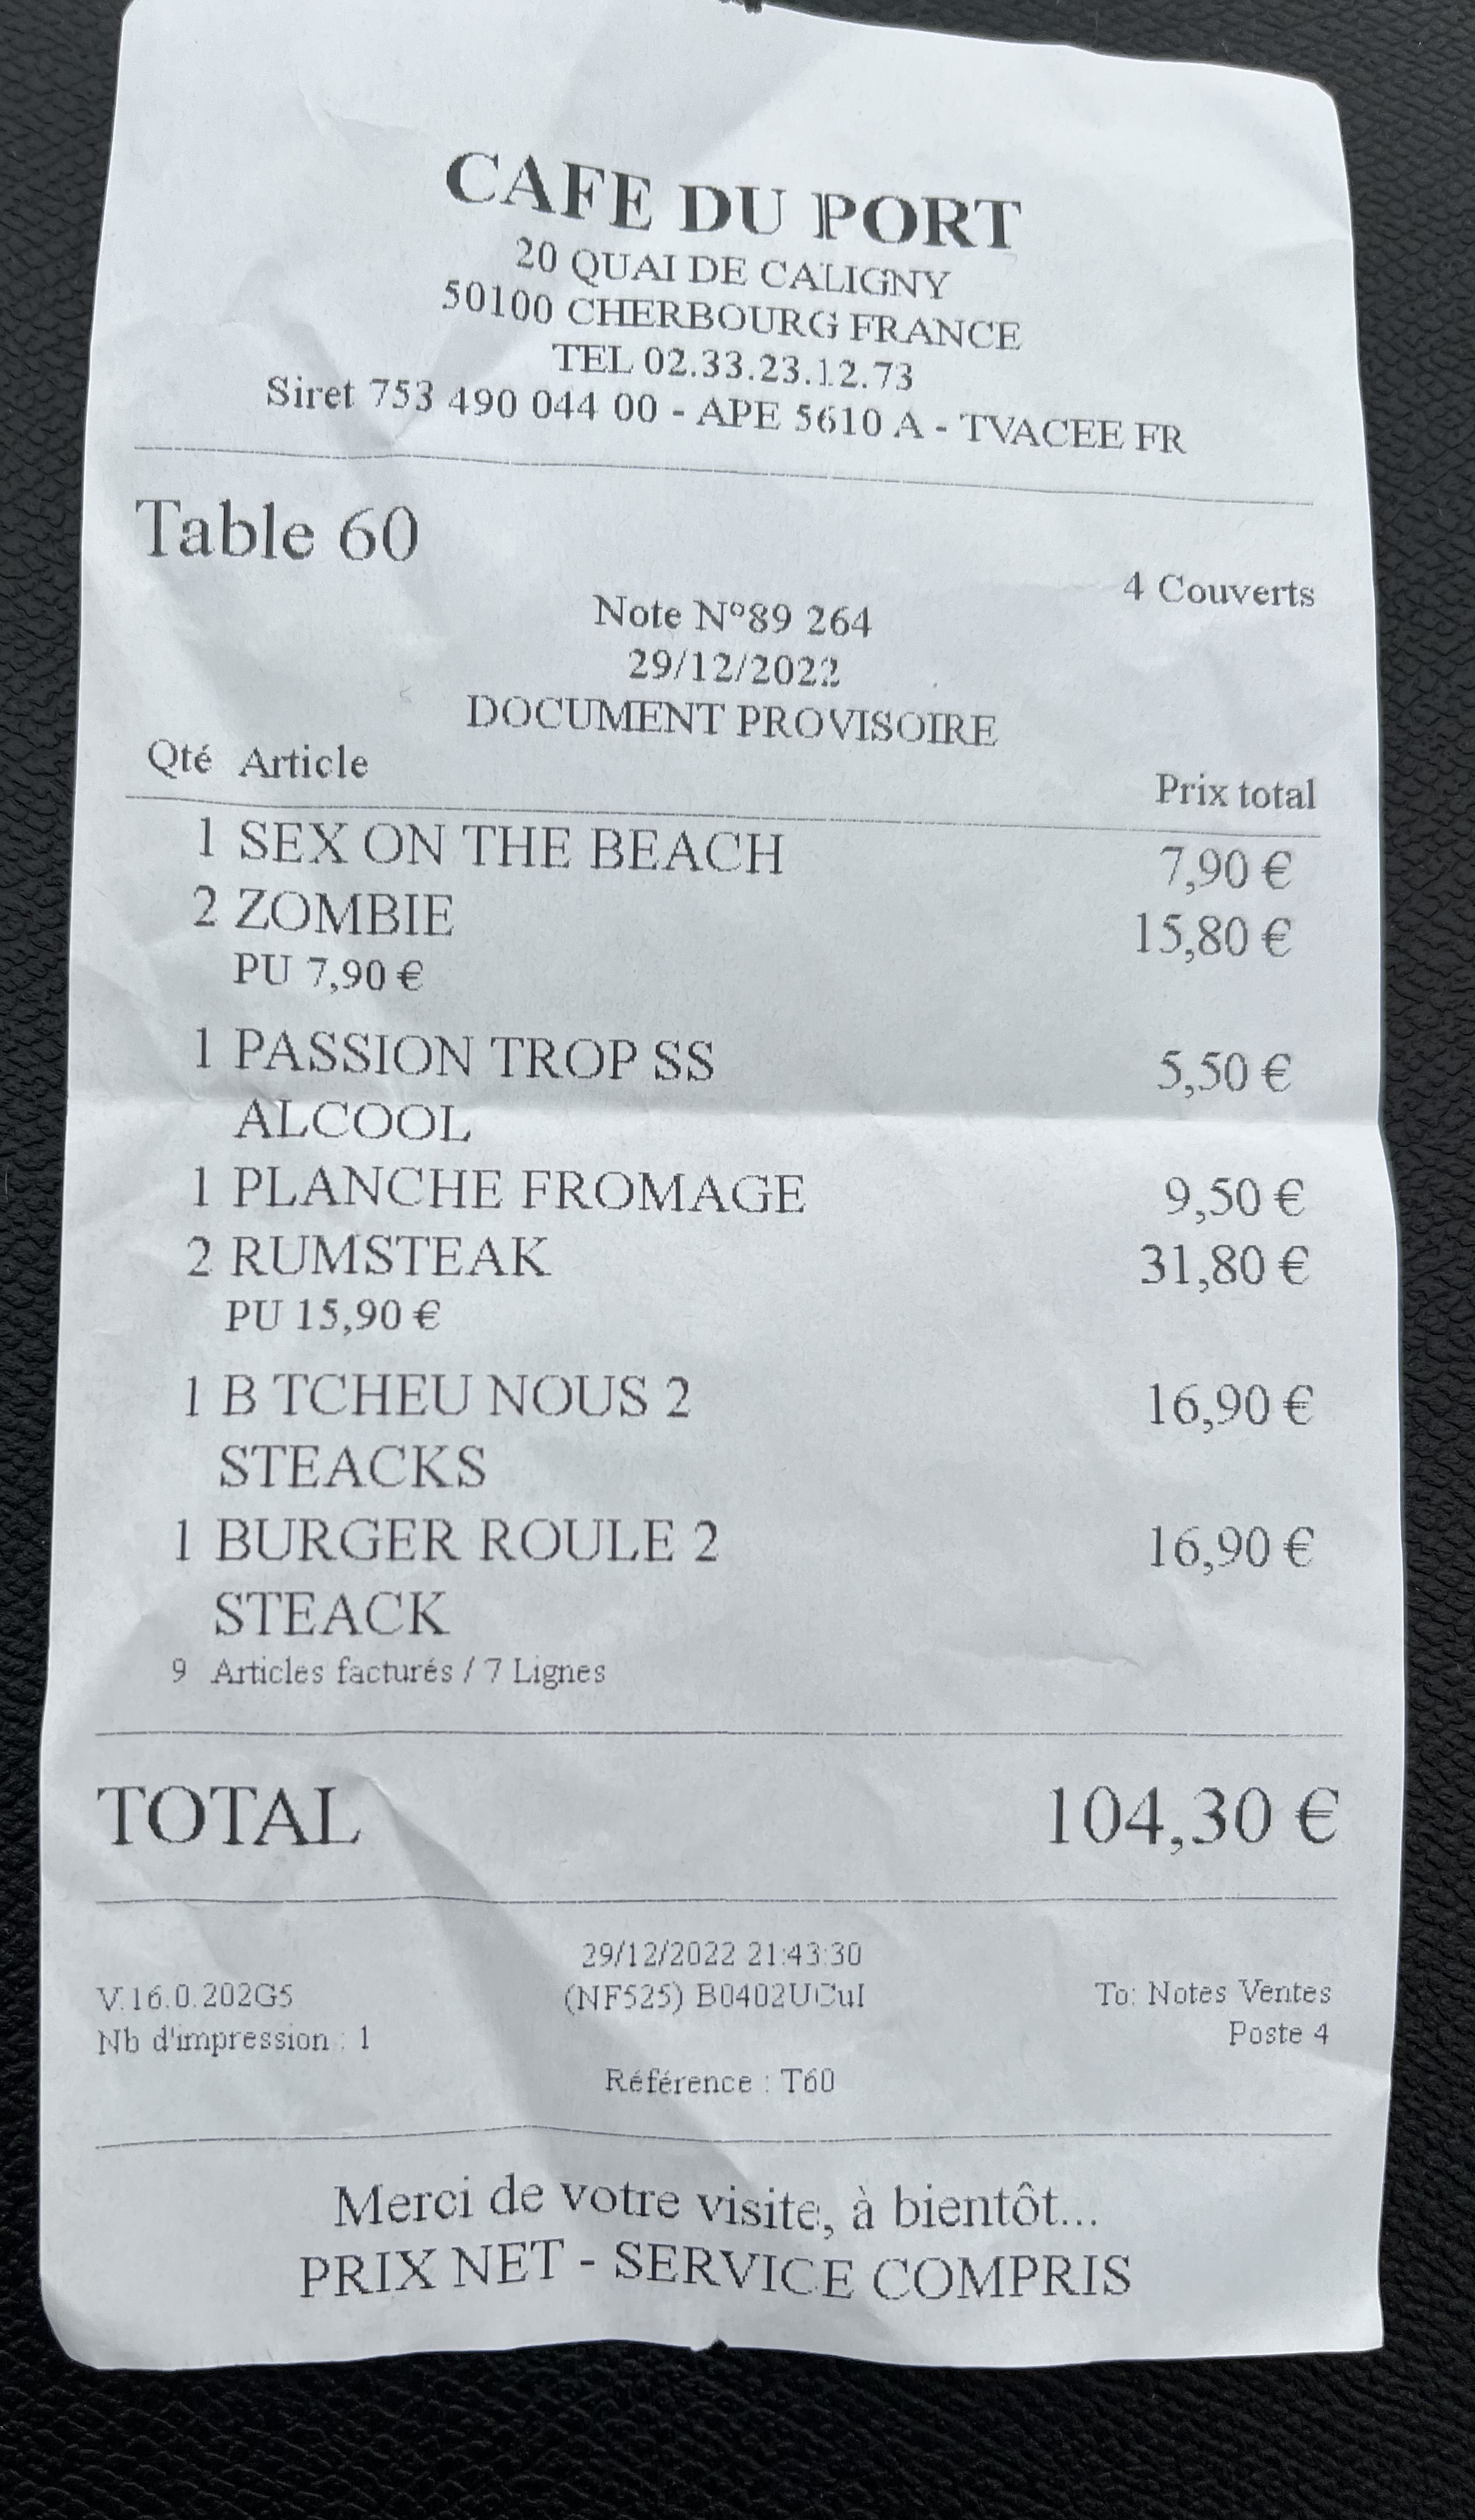 CAFE DU PORT
20 QUAI DE CALIGNY
50100 CHERBOURG FRANCE
TEL 02.33.23.12.73
Siret 753 490 044 00 - APE 5610 A - TVACEE FR
Table 60
4 Couverts
Note N°89 264
29/12/2022
DOCUMENT PROVISOIRE
Qté Article Prix total
1 SEX ON THE BEACH 7,90 €
2 ZOMBIE 15,80 €
PU 7,90 €
1 PASSION TROP SS 5,50 €
ALCOOL
1 PLANCHE FROMAGE 9,50 €
2 RUMSTEAK 31,80 €
PU 15,90 €
1 B TCHEU NOUS 2 16,90 €
STEACKS
1 BURGER ROULE 2 16,90 €
STEACK
9 Articles facturés / 7 Lignes
TOTAL 104,30 €
29/12/2022 21:43:30
V.16.0.202G5 (NF525) B0402UCuI To: Notes Ventes
Nb d'impression : 1 Poste 4
Référence : T60
Merci de votre visite, à bientôt...
PRIX NET - SERVICE COMPRIS